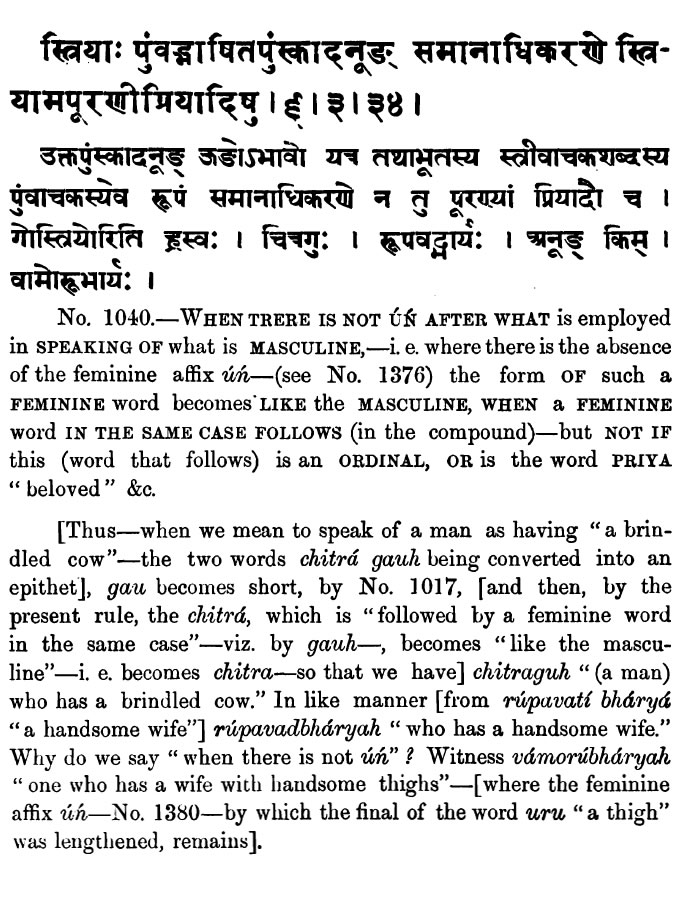 स्त्रियाः पुंवद्भाषितपुंस्कादनूङ् समानाधिकरणे स्त्रि-
यामपूरणीप्रियादिषु । ६ । ३ । ३४ ।
उक्तपुंस्कादनूङ् ऊङोऽभावो यत्र तथाभूतस्य स्त्रीवाचकशब्दस्य
पुंवाचकस्येव रूपं समानाधिकरणे न तु पूरण्यां प्रियादौ च ।
गोस्त्रियोरिति ह्रस्वः । चित्रगुः । रूपवद्भार्यः । अनूङ् किम् ।
वामोरूभार्यः ।
No. 1040.—WHEN TRERE IS NOT ÚṄ AFTER WHAT is employed
in SPEAKING OF what is MASCULINE,—i. e. where there is the absence
of the feminine affix úṅ—(see No. 1376) the form OF such a
FEMININE word becomes LIKE the MASCULINE, WHEN a FEMININE
word IN THE SAME CASE FOLLOWS (in the compound)—but NOT IF
this (word that follows) is an ORDINAL, OR is the word PRIYA
“ beloved” &c.
[Thus—when we mean to speak of a man as having “a brin-
dled cow”—the two words chitrá gauh being converted into an
epithet], gau becomes short, by No. 1017, [and then, by the
present rule, the chitrá, which is “followed by a feminine word
in the same case”—viz. by gauh—, becomes “like the mascu-
line”—i. e. becomes chitra—so that we have] chitraguh “(a man)
who has a brindled cow.” In like manner [from rúpavatí bháryá
“a handsome wife”] rúpavadbháryah “who has a handsome wife.”
Why do we say “when there is not úṅ” ? Witness vámorúbháryah
“one who has a wife with handsome thighs”—[where the feminine
affix úṅ—No. 1380—by which the final of the word uru “a thigh”
was lengthened, remains].